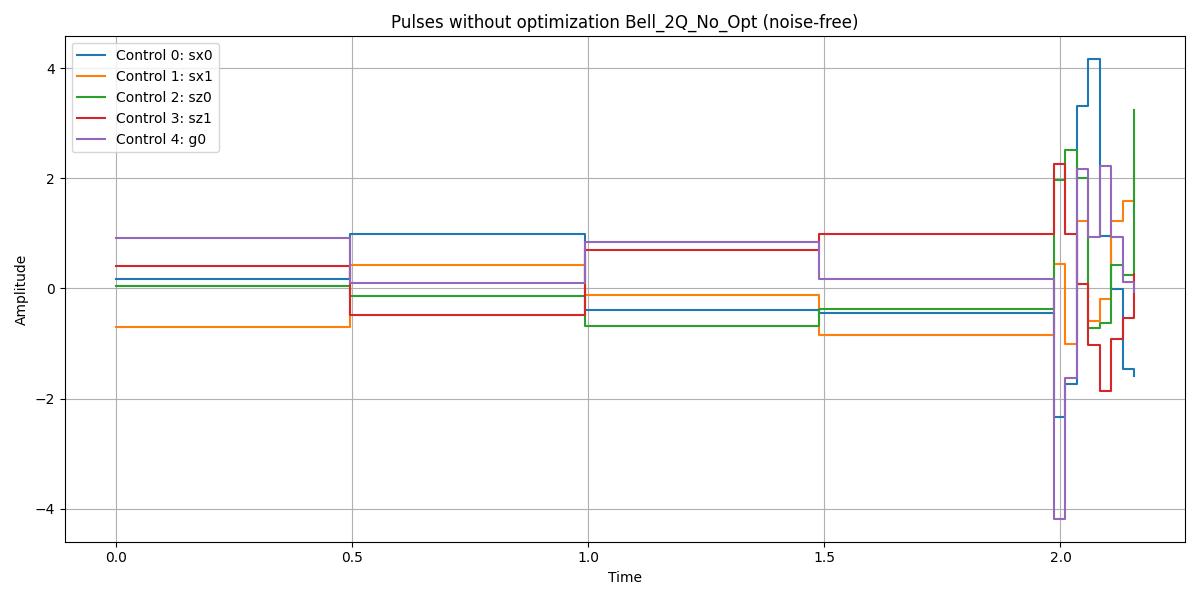 Pulses without optimization Bell_2Q_No_Opt (noise-free)
Control 0: sx0
Control 1: sx1
Control 2: sz0
Control 3: sz1
Control 4: g0
4
2
0
−2
−4
Amplitude
0.0 0.5 1.0 1.5 2.0
Time